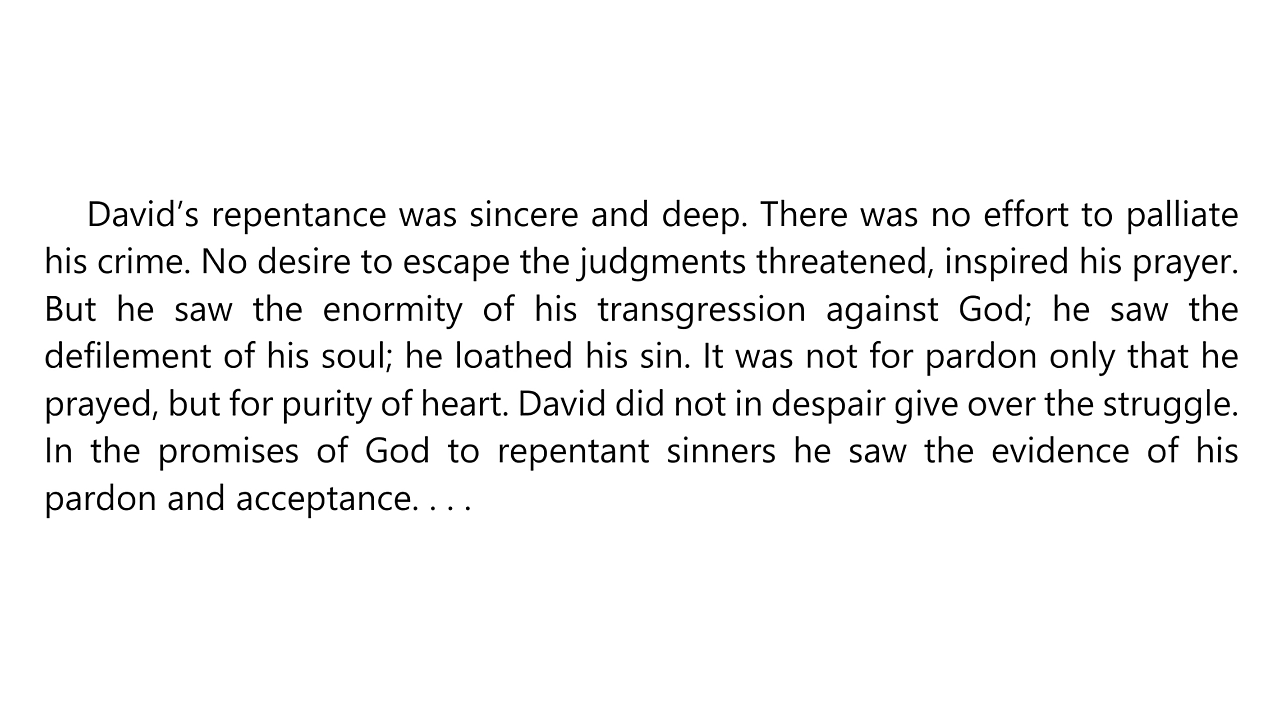 David’s repentance was sincere and deep. There was no effort to palliate
his crime. No desire to escape the judgments threatened, inspired his prayer.
But he saw the enormity of his transgression against God; he saw the
defilement of his soul; he loathed his sin. It was not for pardon only that he
prayed, but for purity of heart. David did not in despair give over the struggle.
In the promises of God to repentant sinners he saw the evidence of his
pardon and acceptance. . . .